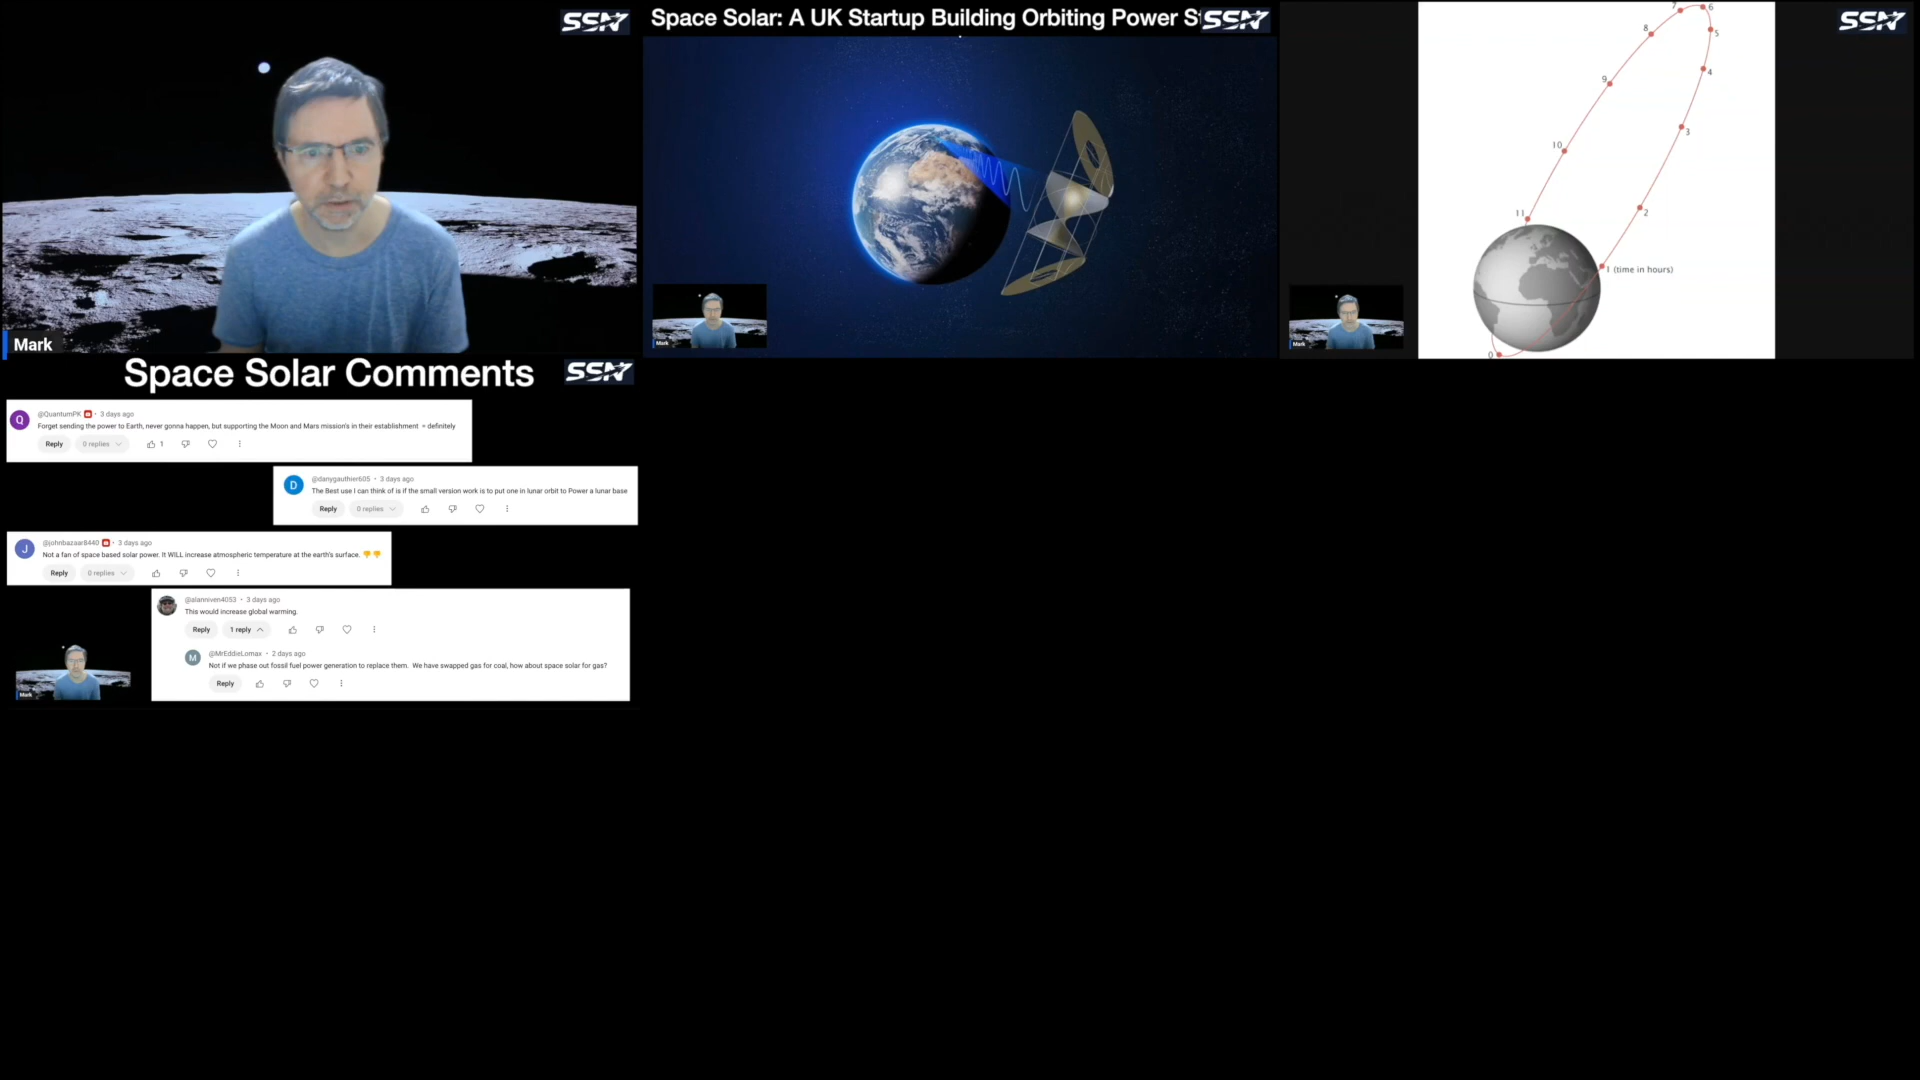 SSN
Mark
Space Solar: A UK Startup Building Orbiting Power S
SSN
Mark
SSN
7
6
8
5
4
9
3
10
2
11
1 (time in hours)
0
Mark
Space Solar Comments
SSN
Q
@QuantumPK • 3 days ago
Forget sending the power to Earth, never gonna happen, but supporting the Moon and Mars mission's in their establishment = definitely
Reply 0 replies 1
D
@danygauthier605 • 3 days ago
The Best use I can think of is if the small version work is to put one in lunar orbit to Power a lunar base
Reply 0 replies
J
@johnbazaar8440 • 3 days ago
Not a fan of space based solar power. It WILL increase atmospheric temperature at the earth's surface. 👎👎
Reply 0 replies
@alanniven4053 • 3 days ago
This would increase global warming.
Reply 1 reply
M
@MrEddieLomax • 2 days ago
Not if we phase out fossil fuel power generation to replace them. We have swapped gas for coal, how about space solar for gas?
Reply
Mark